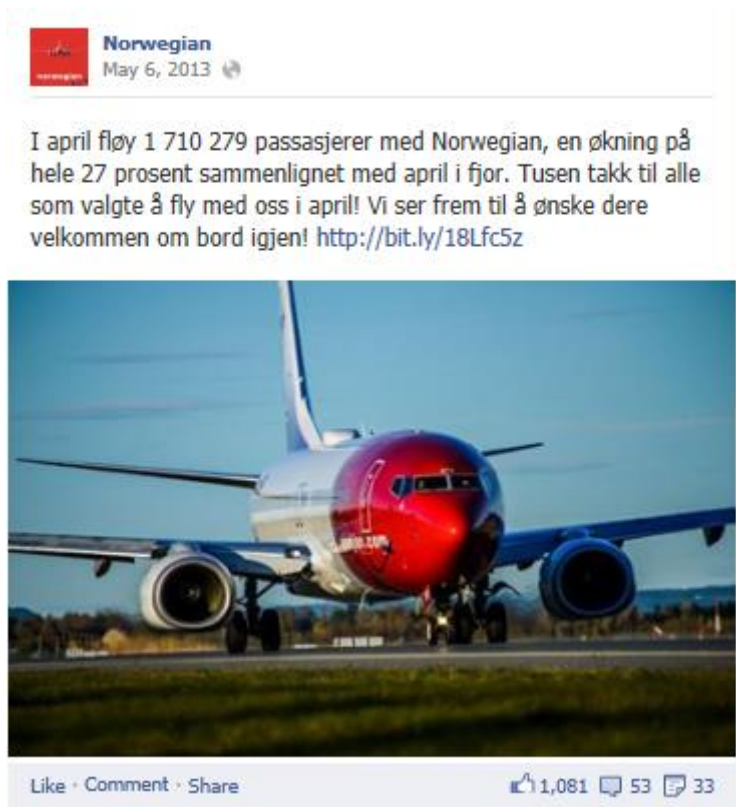 Norwegian
May 6, 2013
I april fløy 1 710 279 passasjerer med Norwegian, en økning på
hele 27 prosent sammenlignet med april i fjor. Tusen takk til alle
som valgte å fly med oss i april! Vi ser frem til å ønske dere
velkommen om bord igjen! http://bit.ly/18Lfc5z
Like · Comment · Share 1,081 53 33